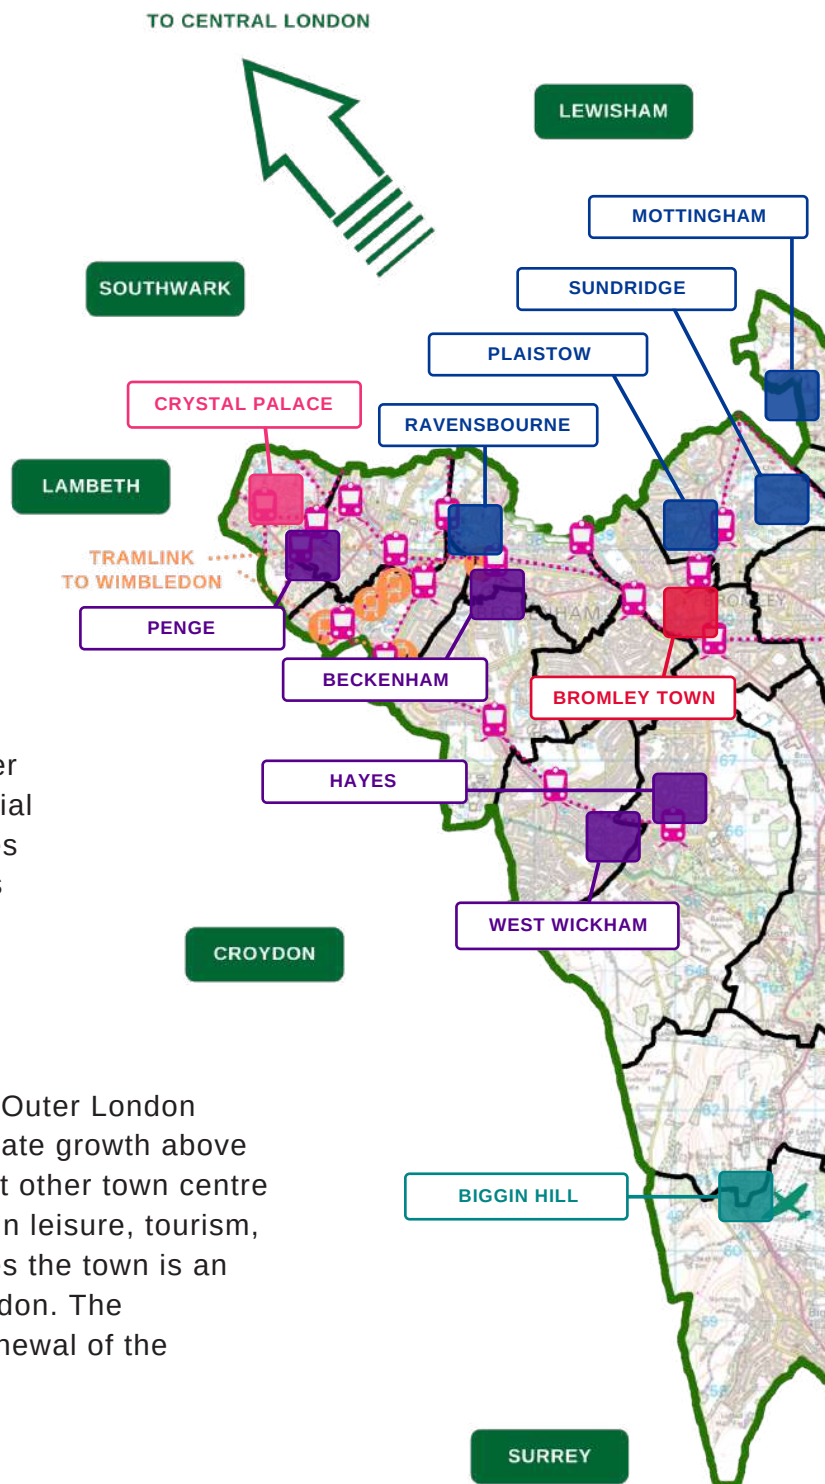 TO CENTRAL LONDON
LEWISHAM
MOTTINGHAM
SOUTHWARK
SUNDRIDGE
PLAISTOW
CRYSTAL PALACE
RAVENSBOURNE
LAMBETH
TRAMLINK
TO WIMBLEDON
PENGE
BECKENHAM
BROMLEY TOWN
er
HAYES
ial
es
s
WEST WICKHAM
CROYDON
Outer London
ate growth above
t other town centre
n leisure, tourism,
es the town is an
don. The
newal of the
BIGGIN HILL
SURREY